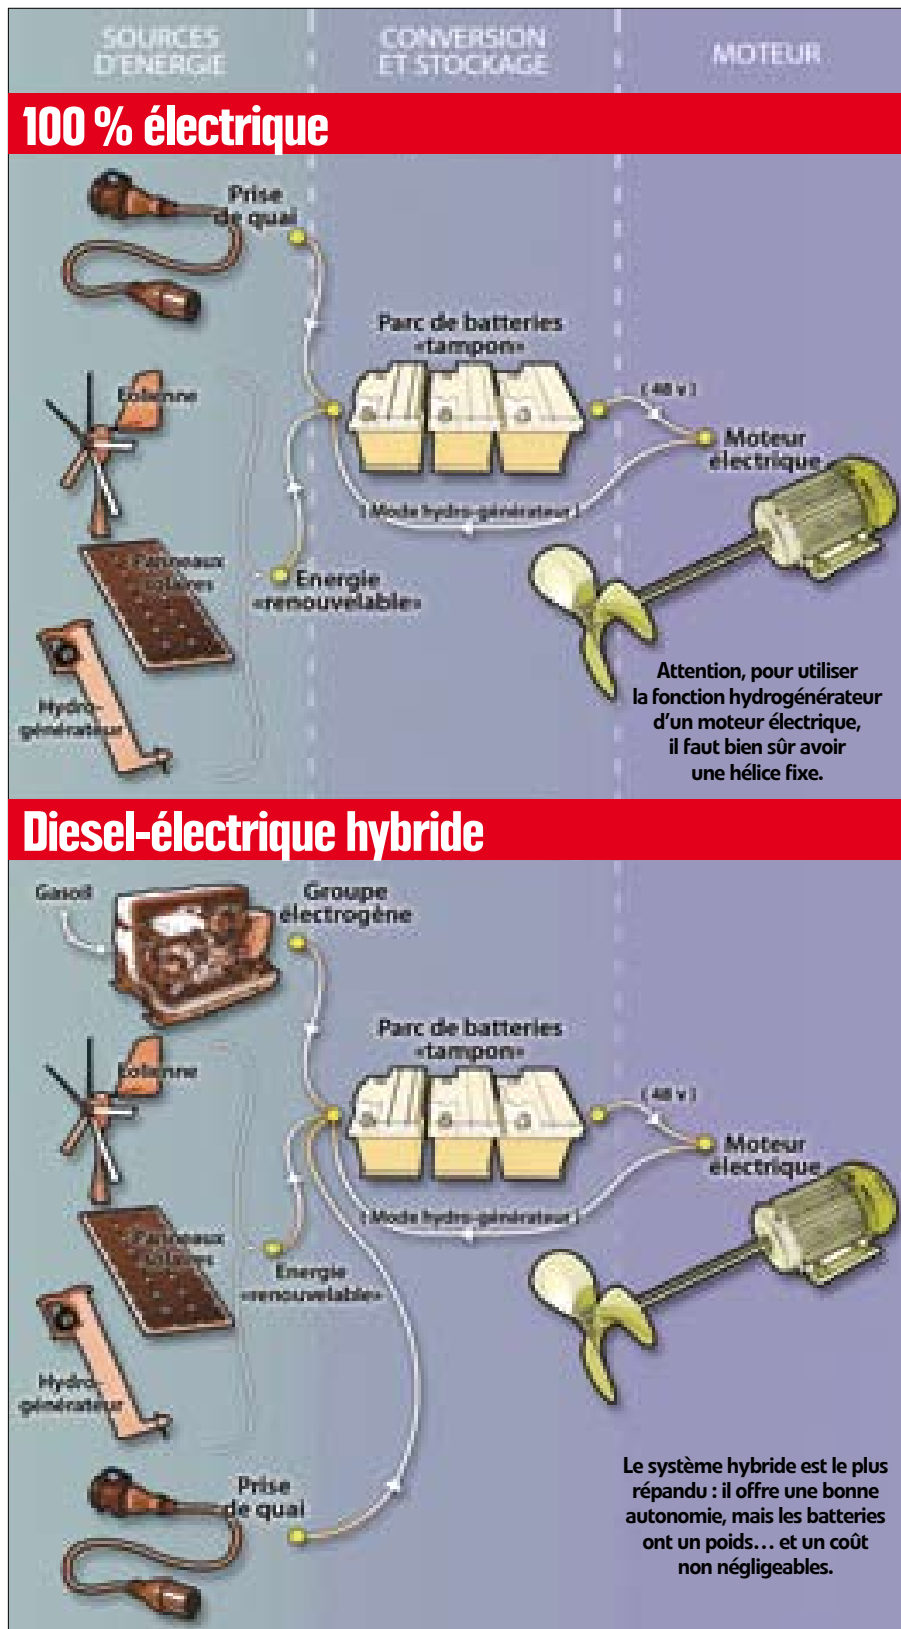 SOURCES
D'ENERGIE
CONVERSION
ET STOCKAGE
MOTEUR
100 % électrique
Prise
de quai
Parc de batteries
«tampon»
Eolienne
( 48 v )
Moteur
électrique
( Mode hydro-générateur )
Panneaux
solaires
Energie
«renouvelable»
Hydro-
générateur
Attention, pour utiliser
la fonction hydrogénérateur
d'un moteur électrique,
il faut bien sûr avoir
une hélice fixe.
Diesel-électrique hybride
Gasoil
Groupe
électrogène
Parc de batteries
«tampon»
Eolienne
( 48 v )
Moteur
électrique
( Mode hydro-générateur )
Panneaux
solaires
Energie
«renouvelable»
Hydro-
générateur
Prise
de quai
Le système hybride est le plus
répandu : il offre une bonne
autonomie, mais les batteries
ont un poids… et un coût
non négligeables.